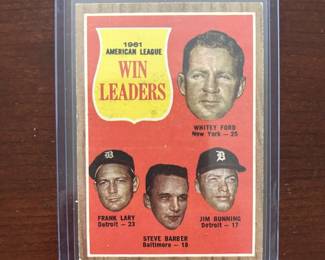 1961
AMERICAN LEAGUE
WIN
LEADERS
WHITEY FORD
New York — 25
B
B
FRANK LARY
Detroit — 23
STEVE BARBER
Baltimore — 18
JIM BUNNING
Detroit — 17